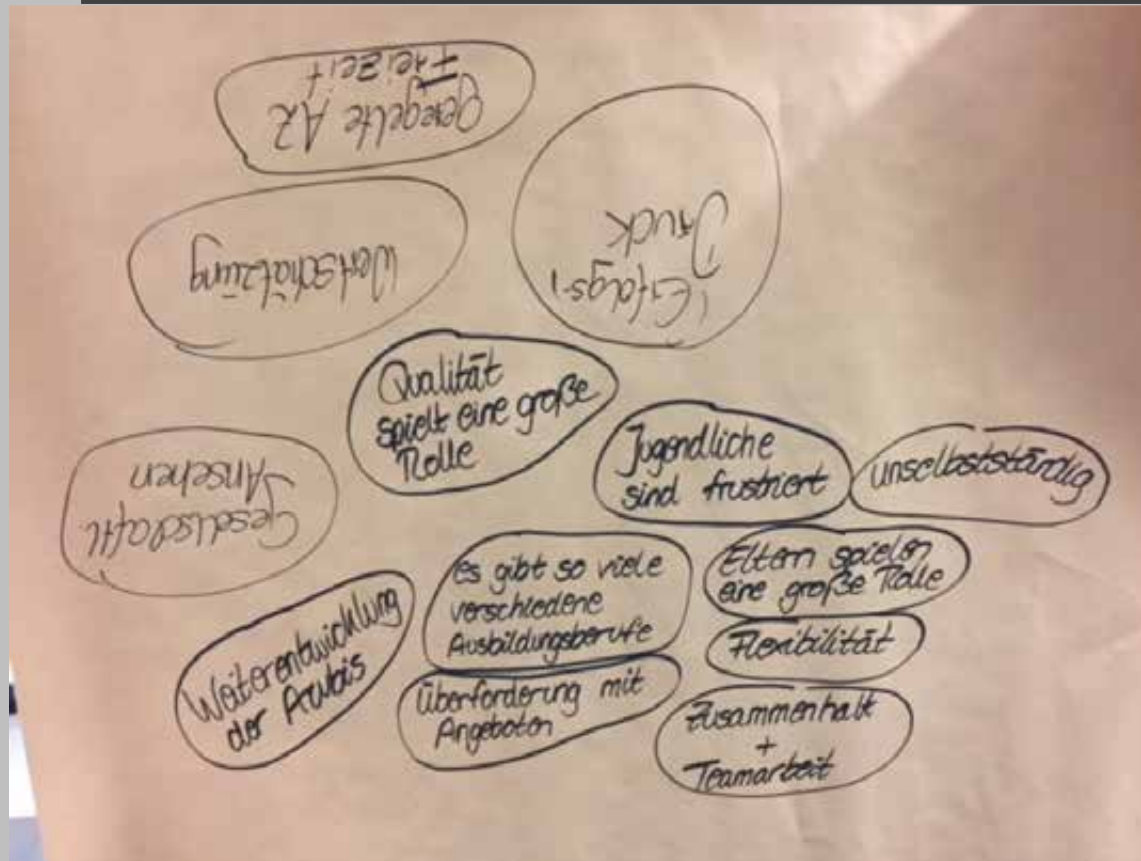 Geregelte AZ
Freizeit
Wertschätzung
Erfolgs-
Druck
Qualität
spielt eine große
Rolle
Jugendliche
sind frustriert
unselbstständig
Gesellschaftl.
Ansehen
es gibt so viele
verschiedene
Ausbildungsberufe
Eltern spielen
eine große Rolle
Flexibilität
Weiterentwicklung
der Azubis
Überforderung mit
Angeboten
Zusammenhalt
+
Teamarbeit